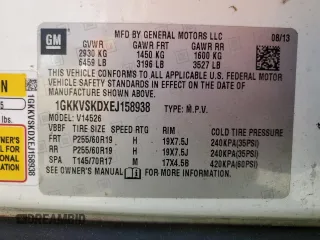 GM
MFD BY GENERAL MOTORS LLC
08/13
GVWR GAWR FRT GAWR RR
2930 KG 1450 KG 1600 KG
6459 LB 3196 LB 3527 LB
THIS VEHICLE CONFORMS TO ALL APPLICABLE U.S. FEDERAL
MOTOR VEHICLE SAFETY STANDARDS IN
EFFECT ON THE DATE OF MANUFACTURE SHOWN ABOVE.
1GKKVSKDXEJ158938 TYPE: M.P.V.
MODEL: V14526
VBBF TIRE SIZE SPEED RTG RIM COLD TIRE PRESSURE
FRT P255/60R19 H 19X7.5J 240KPA(35PSI)
RR P255/60R19 H 19X7.5J 240KPA(35PSI)
SPA T145/70R17 M 17X4.5B 420KPA(60PSI)
SEE OWNER'S MANUAL
1GKKVSKDXEJ158938
DREAMBID